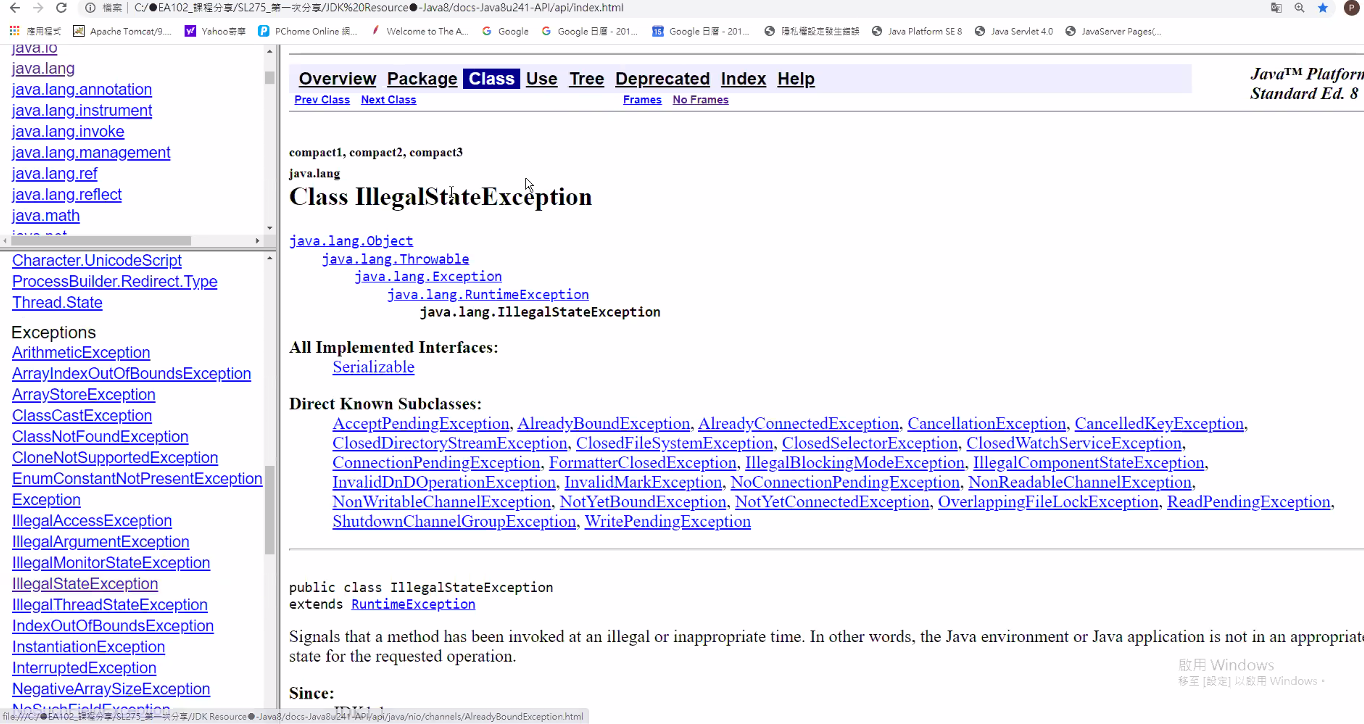 檔案 | C:/●EA102_課程分享/SL275_第一次分享/JDK%20Resource●-Java8/docs-Java8u241-API/api/index.html
應用程式 Apache Tomcat/9.... Yahoo奇摩 PChome Online 網... Welcome to The A... Google Google 日曆 - 201... Google 日曆 - 201... 隱私權設定發生錯誤 Java Platform SE 8 Java Servlet 4.0 JavaServer Pages(...
java.io
java.lang
java.lang.annotation
java.lang.instrument
java.lang.invoke
java.lang.management
java.lang.ref
java.lang.reflect
java.math
java.net
Character.UnicodeScript
ProcessBuilder.Redirect.Type
Thread.State
Exceptions
ArithmeticException
ArrayIndexOutOfBoundsException
ArrayStoreException
ClassCastException
ClassNotFoundException
CloneNotSupportedException
EnumConstantNotPresentException
Exception
IllegalAccessException
IllegalArgumentException
IllegalMonitorStateException
IllegalStateException
IllegalThreadStateException
IndexOutOfBoundsException
InstantiationException
InterruptedException
NegativeArraySizeException
NoSuchFieldException
Overview Package Class Use Tree Deprecated Index Help
Java™ Platform
Standard Ed. 8
Prev Class Next Class Frames No Frames
compact1, compact2, compact3
java.lang
Class IllegalStateException
java.lang.Object
java.lang.Throwable
java.lang.Exception
java.lang.RuntimeException
java.lang.IllegalStateException
All Implemented Interfaces:
Serializable
Direct Known Subclasses:
AcceptPendingException, AlreadyBoundException, AlreadyConnectedException, CancellationException, CancelledKeyException,
ClosedDirectoryStreamException, ClosedFileSystemException, ClosedSelectorException, ClosedWatchServiceException,
ConnectionPendingException, FormatterClosedException, IllegalBlockingModeException, IllegalComponentStateException,
InvalidDnDOperationException, InvalidMarkException, NoConnectionPendingException, NonReadableChannelException,
NonWritableChannelException, NotYetBoundException, NotYetConnectedException, OverlappingFileLockException, ReadPendingException,
ShutdownChannelGroupException, WritePendingException
public class IllegalStateException
extends RuntimeException
Signals that a method has been invoked at an illegal or inappropriate time. In other words, the Java environment or Java application is not in an appropriate
state for the requested operation.
Since:
啟用 Windows
移至 [設定] 以啟用 Windows。
file:///C:/●EA102_課程分享/SL275_第一次分享/JDK Resource●-Java8/docs-Java8u241-API/api/java/nio/channels/AlreadyBoundException.html